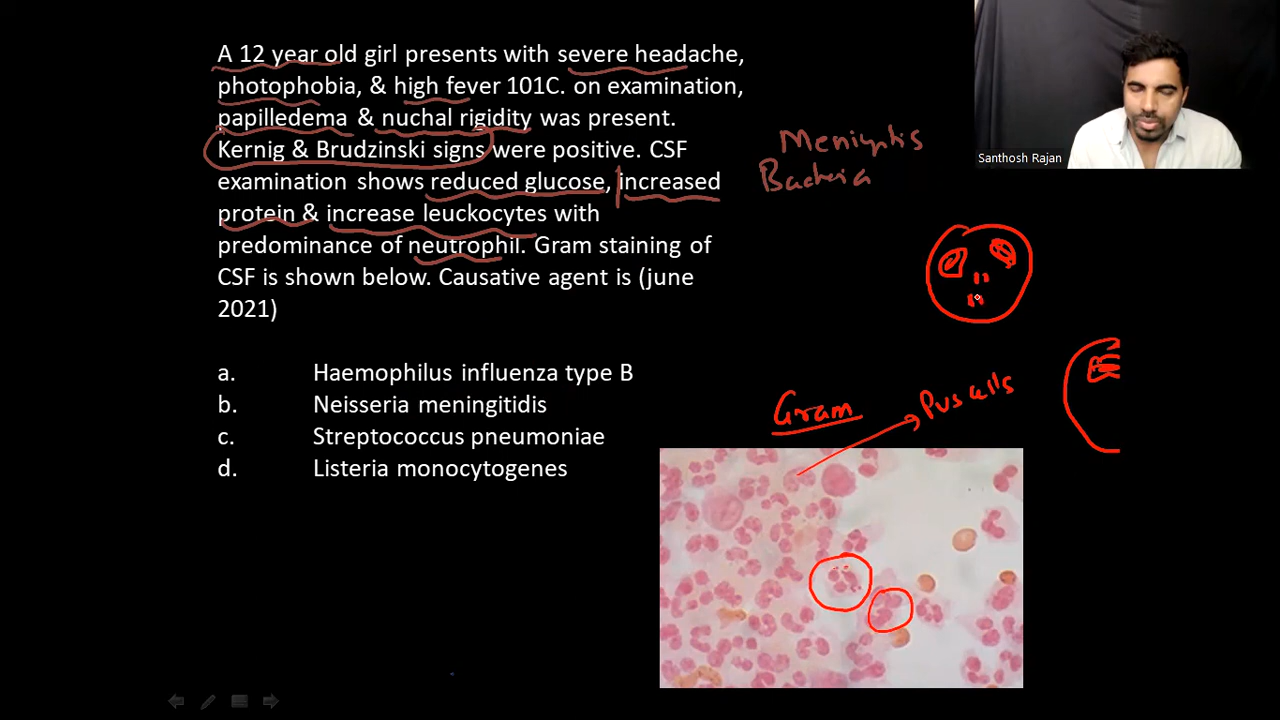 A 12 year old girl presents with severe headache,
photophobia, & high fever 101C. on examination,
papilledema & nuchal rigidity was present.
Kernig & Brudzinski signs were positive. CSF
examination shows reduced glucose, increased
protein & increase leuckocytes with
predominance of neutrophil. Gram staining of
CSF is shown below. Causative agent is (june
2021)
a. Haemophilus influenza type B
b. Neisseria meningitidis
c. Streptococcus pneumoniae
d. Listeria monocytogenes
Bacteria
Gram
Pus cells
Santhosh Rajan